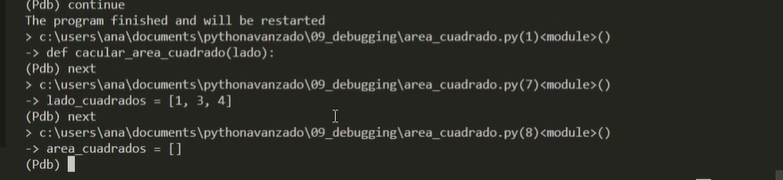 (Pdb) continue
The program finished and will be restarted
> c:\users\ana\documents\pythonavanzado\09_debugging\area_cuadrado.py(1)<module>()
-> def cacular_area_cuadrado(lado):
(Pdb) next
> c:\users\ana\documents\pythonavanzado\09_debugging\area_cuadrado.py(7)<module>()
-> lado_cuadrados = [1, 3, 4]
(Pdb) next
> c:\users\ana\documents\pythonavanzado\09_debugging\area_cuadrado.py(8)<module>()
-> area_cuadrados = []
(Pdb)